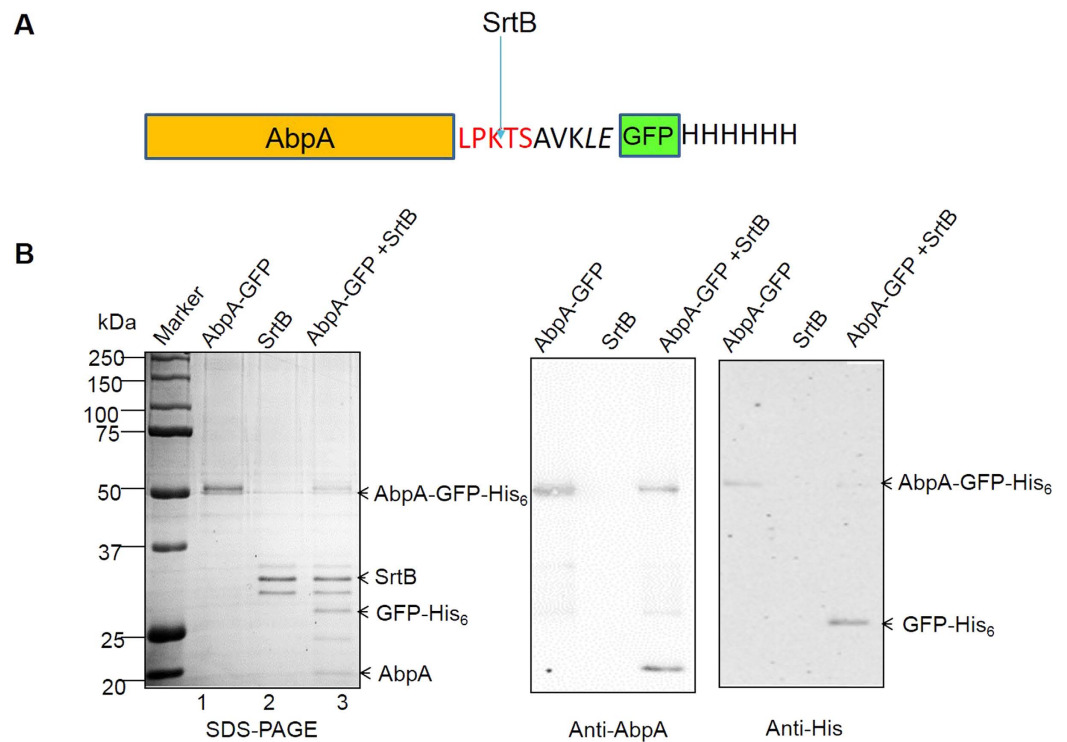 A
SrtB
AbpA
LPKTSAVKLE
GFP
HHHHHH
B
kDa
Marker
AbpA-GFP
SrtB
AbpA-GFP +SrtB
250
150
100
75
50
37
25
20
AbpA-GFP-His6
SrtB
GFP-His6
AbpA
1 2 3
SDS-PAGE
AbpA-GFP
SrtB
AbpA-GFP +SrtB
Anti-AbpA
AbpA-GFP
SrtB
AbpA-GFP +SrtB
AbpA-GFP-His6
GFP-His6
Anti-His